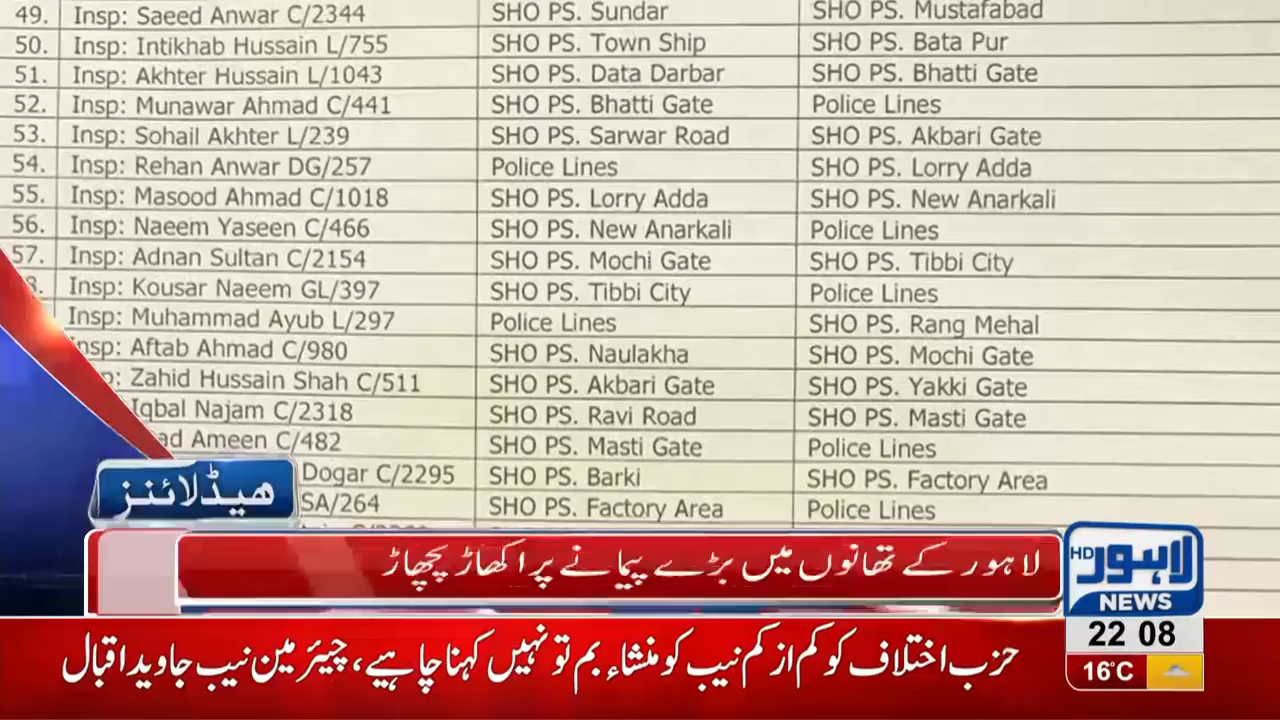 49. Insp: Saeed Anwar C/2344 SHO PS. Sundar SHO PS. Mustafabad
50. Insp: Intikhab Hussain L/755 SHO PS. Town Ship SHO PS. Bata Pur
51. Insp: Akhter Hussain L/1043 SHO PS. Data Darbar SHO PS. Bhatti Gate
52. Insp: Munawar Ahmad C/441 SHO PS. Bhatti Gate Police Lines
53. Insp: Sohail Akhter L/239 SHO PS. Sarwar Road SHO PS. Akbari Gate
54. Insp: Rehan Anwar DG/257 Police Lines SHO PS. Lorry Adda
55. Insp: Masood Ahmad C/1018 SHO PS. Lorry Adda SHO PS. New Anarkali
56. Insp: Naeem Yaseen C/466 SHO PS. New Anarkali Police Lines
57. Insp: Adnan Sultan C/2154 SHO PS. Mochi Gate SHO PS. Tibbi City
Insp: Kousar Naeem GL/397 SHO PS. Tibbi City Police Lines
Insp: Muhammad Ayub L/297 Police Lines SHO PS. Rang Mehal
nsp: Aftab Ahmad C/980 SHO PS. Naulakha SHO PS. Mochi Gate
p: Zahid Hussain Shah C/511 SHO PS. Akbari Gate SHO PS. Yakki Gate
Iqbal Najam C/2318 SHO PS. Ravi Road SHO PS. Masti Gate
ad Ameen C/482 SHO PS. Masti Gate Police Lines
Dogar C/2295 SHO PS. Barki SHO PS. Factory Area
SA/264 SHO PS. Factory Area Police Lines
ھیڈلائنز
لاہور کے تھانوں میں بڑے پیمانے پر اکھاڑ پچھاڑ
لاہور HD
NEWS
22 08
16°C
حزب اختلاف کو کم از کم نیب کو منشاء بم تو نہیں کہنا چاہیے، چیئرمین نیب جاوید اقبال